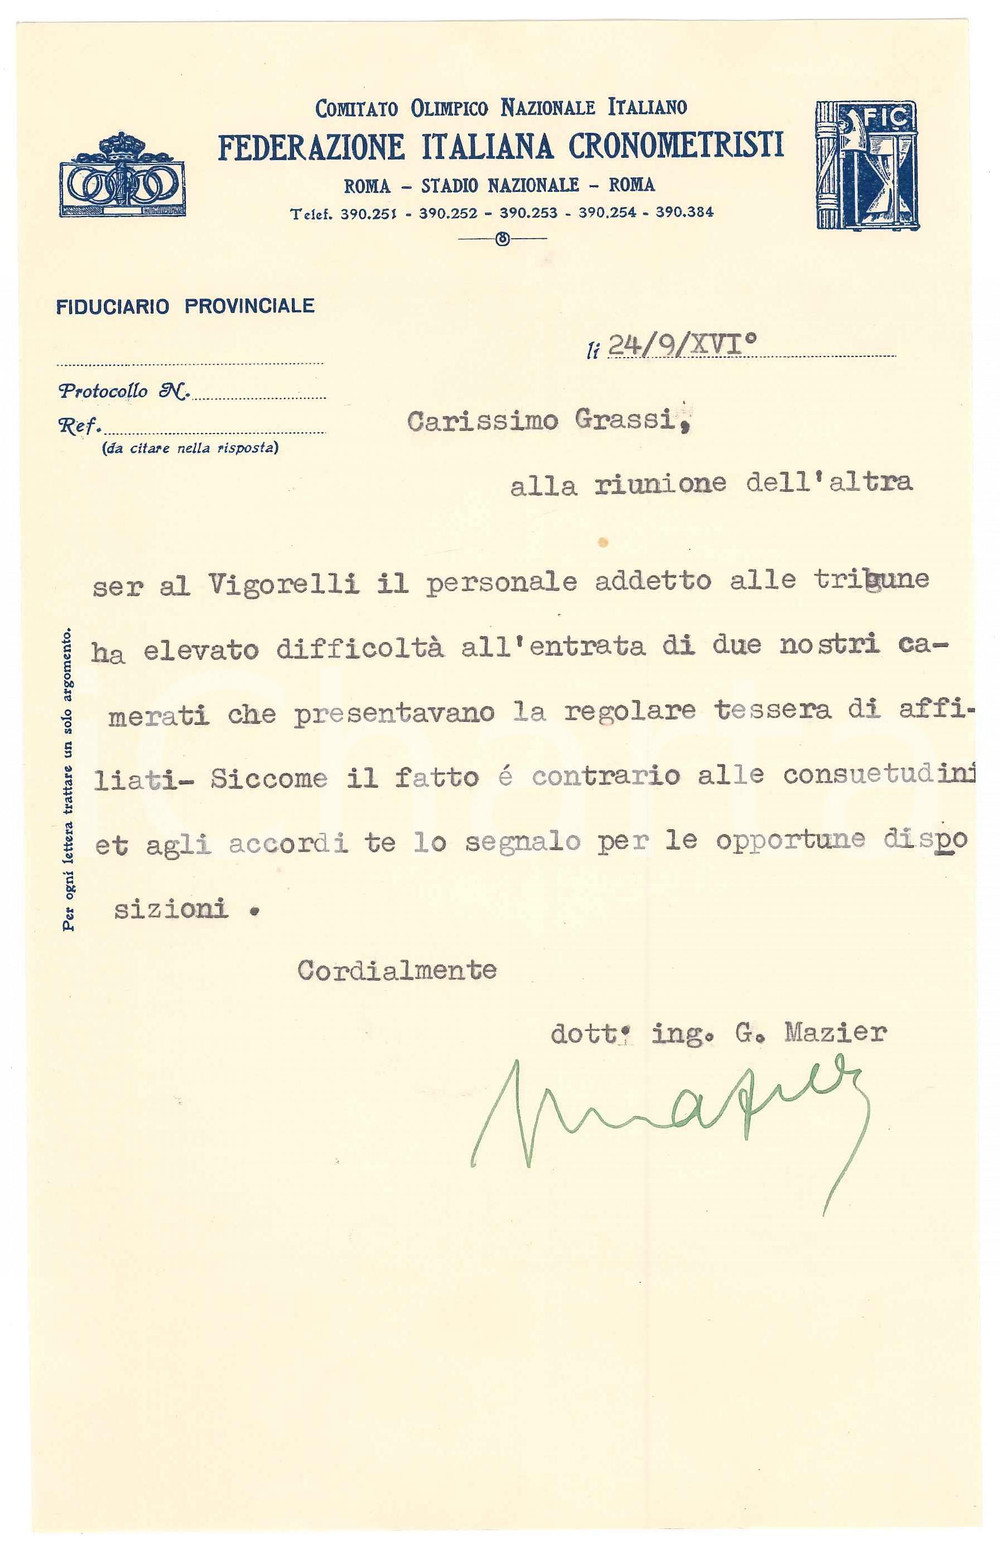 COMITATO OLIMPICO NAZIONALE ITALIANO
FEDERAZIONE ITALIANA CRONOMETRISTI
ROMA – STADIO NAZIONALE – ROMA
Telef. 390.251 - 390.252 - 390.253 - 390.254 - 390.384
FIC
FIDUCIARIO PROVINCIALE
lì 24/9/XVI°
Protocollo N.
Ref.
(da citare nella risposta)
Carissimo Grassi,
alla riunione dell'altra
ser al Vigorelli il personale addetto alle tribune
ha elevato difficoltà all'entrata di due nostri ca-
merati che presentavano la regolare tessera di affi-
liati- Siccome il fatto é contrario alle consuetudini
et agli accordi te lo segnalo per le opportune dispo
sizioni .
Cordialmente
dott. ing. G. Mazier
Mazier
Per ogni lettera trattare un solo argomento.